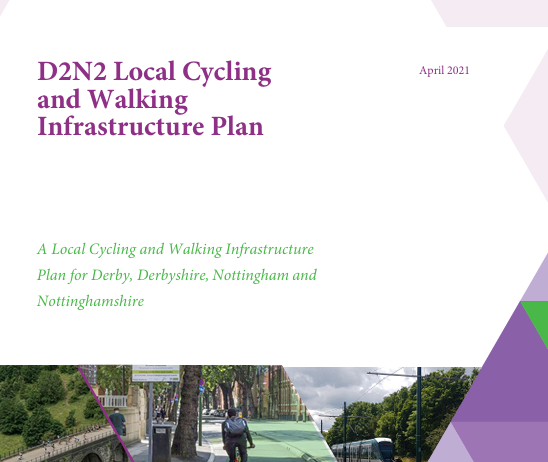 D2N2 Local Cycling
and Walking
Infrastructure Plan
April 2021
A Local Cycling and Walking Infrastructure
Plan for Derby, Derbyshire, Nottingham and
Nottinghamshire